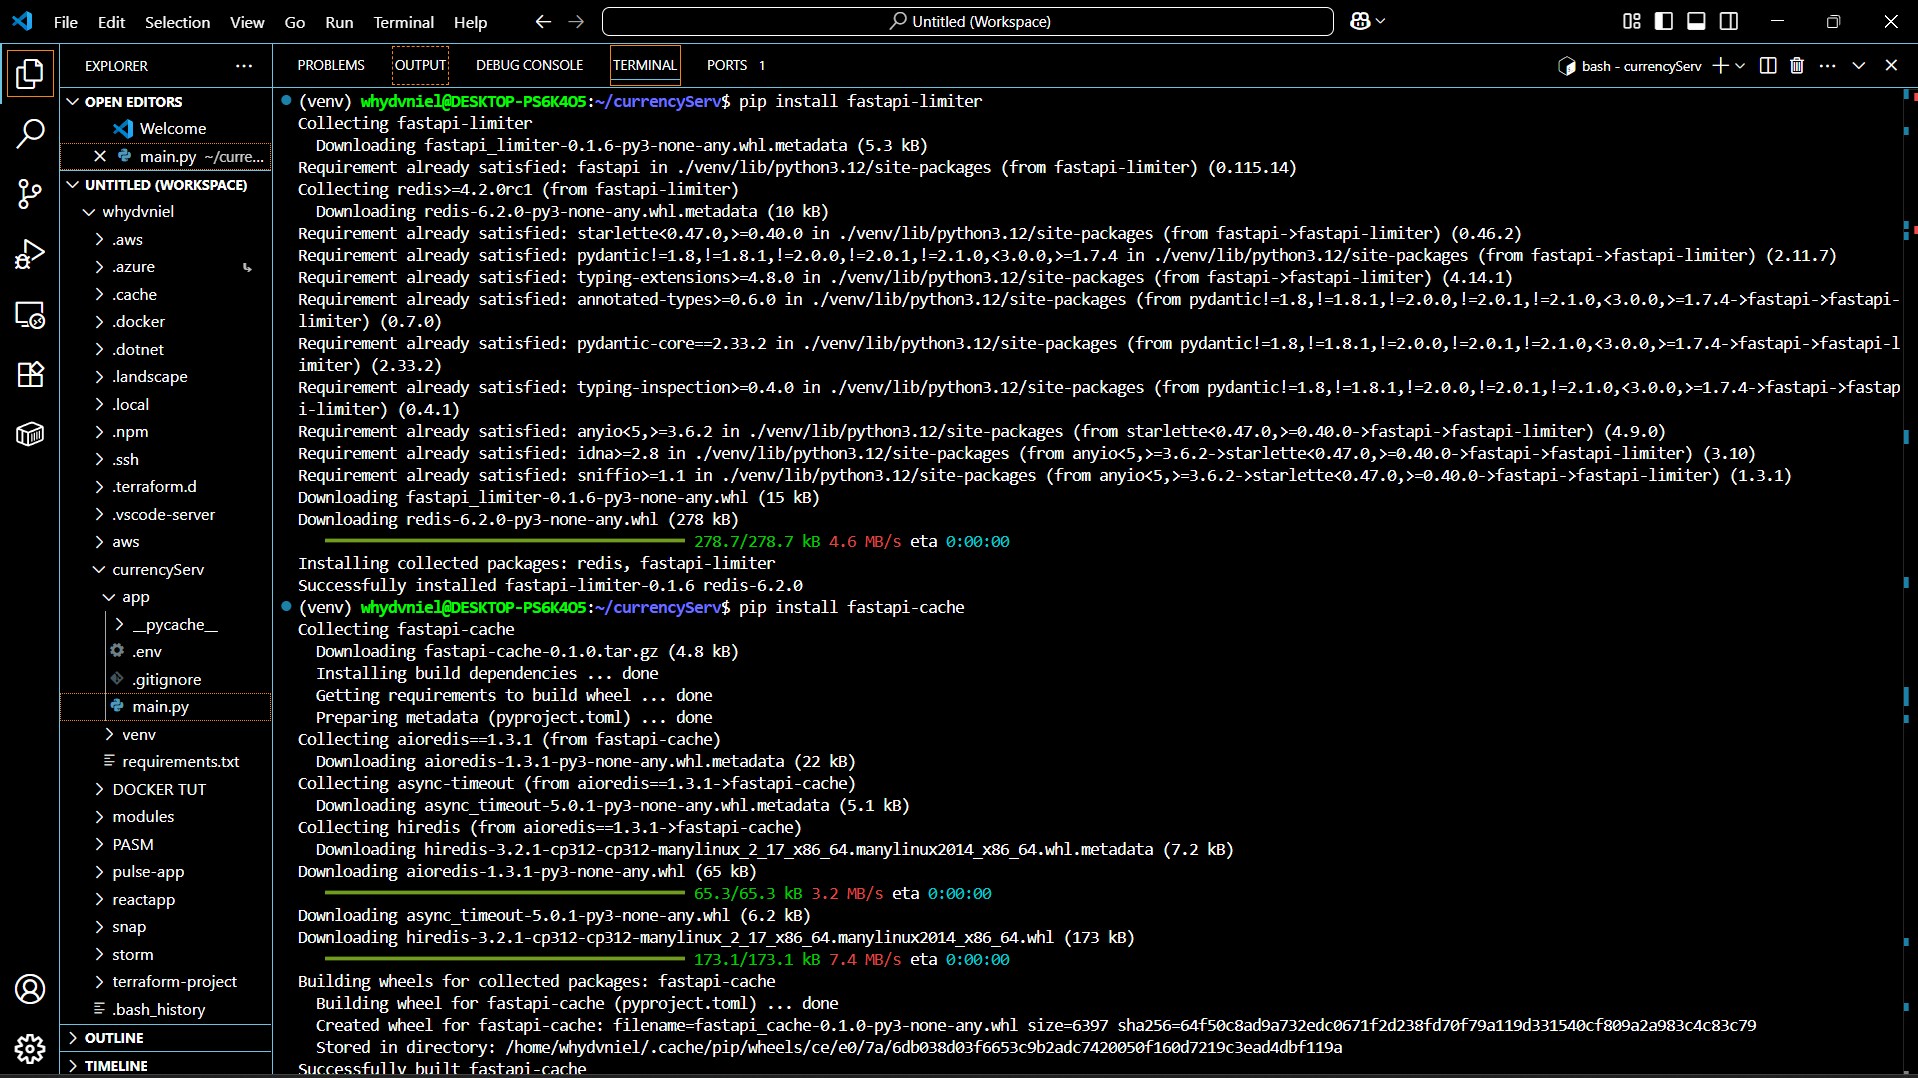 File Edit Selection View Go Run Terminal Help
Untitled (Workspace)
EXPLORER
OPEN EDITORS
Welcome
main.py ~/curre...
UNTITLED (WORKSPACE)
whydvniel
.aws
.azure
.cache
.docker
.dotnet
.landscape
.local
.npm
.ssh
.terraform.d
.vscode-server
aws
currencyServ
app
__pycache__
.env
.gitignore
main.py
venv
requirements.txt
DOCKER TUT
modules
PASM
pulse-app
reactapp
snap
storm
terraform-project
.bash_history
OUTLINE
TIMELINE
PROBLEMS OUTPUT DEBUG CONSOLE TERMINAL PORTS 1
bash - currencyServ
(venv) whydvniel@DESKTOP-PS6K4O5:~/currencyServ$ pip install fastapi-limiter
Collecting fastapi-limiter
Downloading fastapi_limiter-0.1.6-py3-none-any.whl.metadata (5.3 kB)
Requirement already satisfied: fastapi in ./venv/lib/python3.12/site-packages (from fastapi-limiter) (0.115.14)
Collecting redis>=4.2.0rc1 (from fastapi-limiter)
Downloading redis-6.2.0-py3-none-any.whl.metadata (10 kB)
Requirement already satisfied: starlette<0.47.0,>=0.40.0 in ./venv/lib/python3.12/site-packages (from fastapi->fastapi-limiter) (0.46.2)
Requirement already satisfied: pydantic!=1.8,!=1.8.1,!=2.0.0,!=2.0.1,!=2.1.0,<3.0.0,>=1.7.4 in ./venv/lib/python3.12/site-packages (from fastapi->fastapi-limiter) (2.11.7)
Requirement already satisfied: typing-extensions>=4.8.0 in ./venv/lib/python3.12/site-packages (from fastapi->fastapi-limiter) (4.14.1)
Requirement already satisfied: annotated-types>=0.6.0 in ./venv/lib/python3.12/site-packages (from pydantic!=1.8,!=1.8.1,!=2.0.0,!=2.0.1,!=2.1.0,<3.0.0,>=1.7.4->fastapi->fastapi-
limiter) (0.7.0)
Requirement already satisfied: pydantic-core==2.33.2 in ./venv/lib/python3.12/site-packages (from pydantic!=1.8,!=1.8.1,!=2.0.0,!=2.0.1,!=2.1.0,<3.0.0,>=1.7.4->fastapi->fastapi-l
imiter) (2.33.2)
Requirement already satisfied: typing-inspection>=0.4.0 in ./venv/lib/python3.12/site-packages (from pydantic!=1.8,!=1.8.1,!=2.0.0,!=2.0.1,!=2.1.0,<3.0.0,>=1.7.4->fastapi->fastap
i-limiter) (0.4.1)
Requirement already satisfied: anyio<5,>=3.6.2 in ./venv/lib/python3.12/site-packages (from starlette<0.47.0,>=0.40.0->fastapi->fastapi-limiter) (4.9.0)
Requirement already satisfied: idna>=2.8 in ./venv/lib/python3.12/site-packages (from anyio<5,>=3.6.2->starlette<0.47.0,>=0.40.0->fastapi->fastapi-limiter) (3.10)
Requirement already satisfied: sniffio>=1.1 in ./venv/lib/python3.12/site-packages (from anyio<5,>=3.6.2->starlette<0.47.0,>=0.40.0->fastapi->fastapi-limiter) (1.3.1)
Downloading fastapi_limiter-0.1.6-py3-none-any.whl (15 kB)
Downloading redis-6.2.0-py3-none-any.whl (278 kB)
278.7/278.7 kB 4.6 MB/s eta 0:00:00
Installing collected packages: redis, fastapi-limiter
Successfully installed fastapi-limiter-0.1.6 redis-6.2.0
(venv) whydvniel@DESKTOP-PS6K4O5:~/currencyServ$ pip install fastapi-cache
Collecting fastapi-cache
Downloading fastapi-cache-0.1.0.tar.gz (4.8 kB)
Installing build dependencies ... done
Getting requirements to build wheel ... done
Preparing metadata (pyproject.toml) ... done
Collecting aioredis==1.3.1 (from fastapi-cache)
Downloading aioredis-1.3.1-py3-none-any.whl.metadata (22 kB)
Collecting async-timeout (from aioredis==1.3.1->fastapi-cache)
Downloading async_timeout-5.0.1-py3-none-any.whl.metadata (5.1 kB)
Collecting hiredis (from aioredis==1.3.1->fastapi-cache)
Downloading hiredis-3.2.1-cp312-cp312-manylinux_2_17_x86_64.manylinux2014_x86_64.whl.metadata (7.2 kB)
Downloading aioredis-1.3.1-py3-none-any.whl (65 kB)
65.3/65.3 kB 3.2 MB/s eta 0:00:00
Downloading async_timeout-5.0.1-py3-none-any.whl (6.2 kB)
Downloading hiredis-3.2.1-cp312-cp312-manylinux_2_17_x86_64.manylinux2014_x86_64.whl (173 kB)
173.1/173.1 kB 7.4 MB/s eta 0:00:00
Building wheels for collected packages: fastapi-cache
Building wheel for fastapi-cache (pyproject.toml) ... done
Created wheel for fastapi-cache: filename=fastapi_cache-0.1.0-py3-none-any.whl size=6397 sha256=64f50c8ad9a732edc0671f2d238fd70f79a119d331540cf809a2a983c4c83c79
Stored in directory: /home/whydvniel/.cache/pip/wheels/ce/e0/7a/6db038d03f6653c9b2adc7420050f160d7219c3ead4dbf119a
Successfully built fastapi-cache